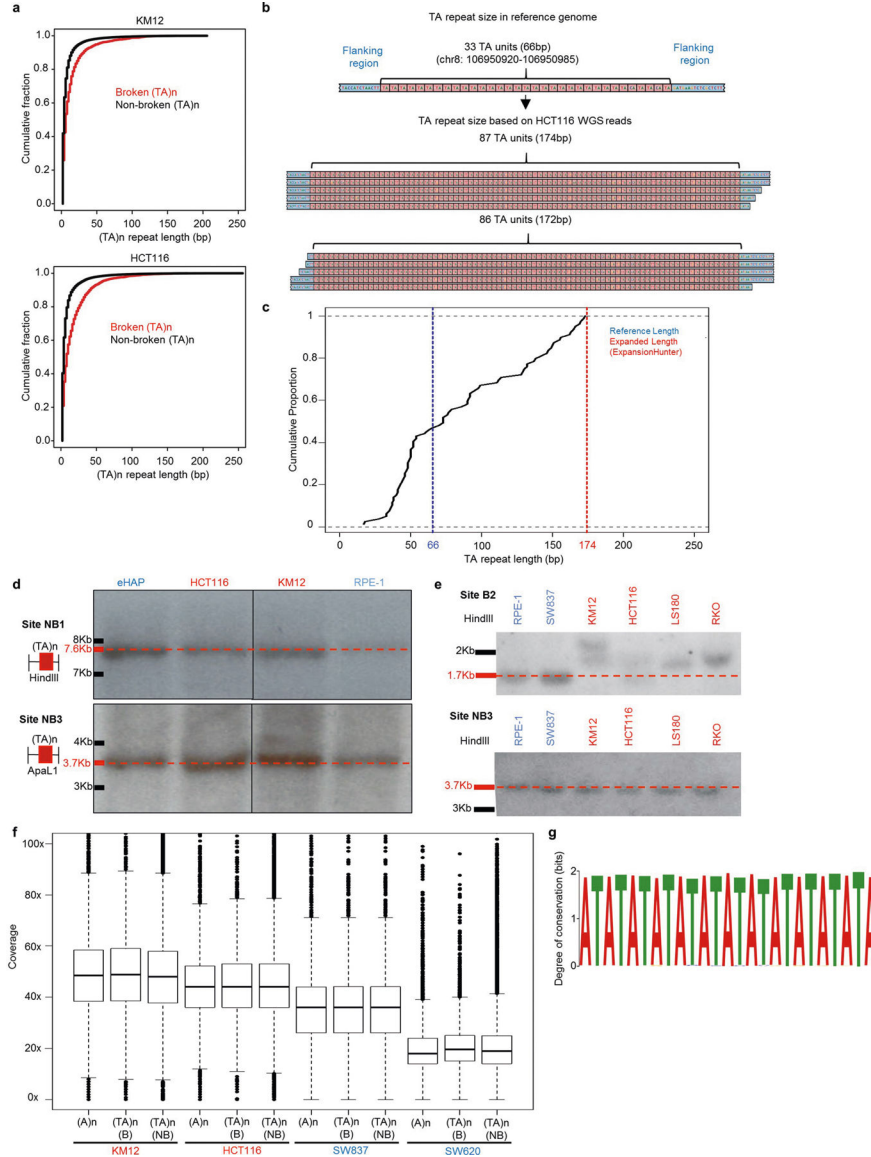 a
KM12
Cumulative fraction
1.0
0.8
0.6
0.4
0.2
0.0
Broken (TA)n
Non-broken (TA)n
0 50 100 150 200 250
(TA)n repeat length (bp)
HCT116
Cumulative fraction
1.0
0.8
0.6
0.4
0.2
0.0
Broken (TA)n
Non-broken (TA)n
0 50 100 150 200 250
(TA)n repeat length (bp)
b
TA repeat size in reference genome
Flanking region
33 TA units (66bp)
(chr8: 106950920-106950985)
Flanking region
TA repeat size based on HCT116 WGS reads
87 TA units (174bp)
86 TA units (172bp)
c
Cumulative Proportion
1
0.8
0.6
0.4
0.2
0
Reference Length
Expanded Length
(ExpansionHunter)
0 50 66 100 150 174 200 250
TA repeat length (bp)
d
eHAP HCT116 KM12 RPE-1
Site NB1
(TA)n
HindIII
8Kb
7.6Kb
7Kb
Site NB3
(TA)n
ApaL1
4Kb
3.7Kb
3Kb
e
Site B2
HindIII
RPE-1 SW837 KM12 HCT116 LS180 RKO
2Kb
1.7Kb
Site NB3
HindIII
RPE-1 SW837 KM12 HCT116 LS180 RKO
3.7Kb
3Kb
f
Coverage
100x
80x
60x
40x
20x
0x
(A)n (TA)n (B) (TA)n (NB) (A)n (TA)n (B) (TA)n (NB) (A)n (TA)n (B) (TA)n (NB) (A)n (TA)n (B) (TA)n (NB)
KM12 HCT116 SW837 SW620
g
Degree of conservation (bits)
2
1
0
ATATATATATATATATATATATATA